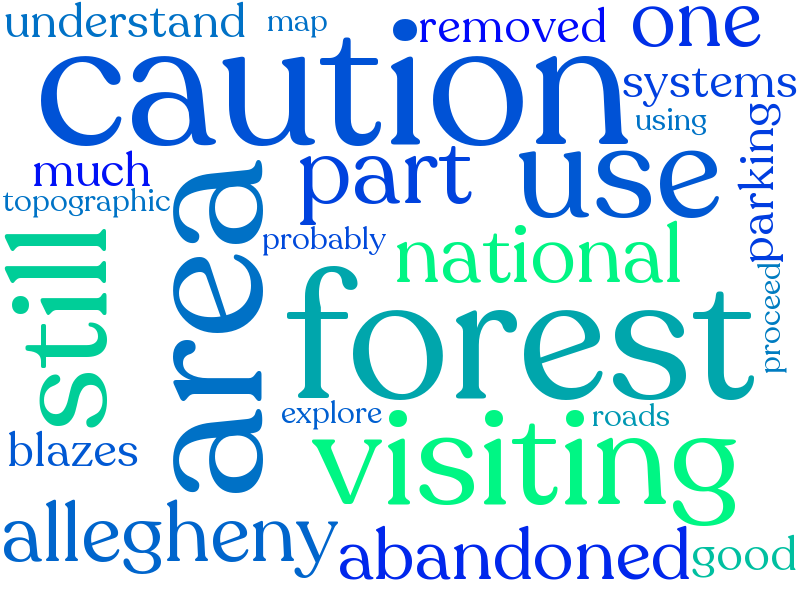 understand map removed one
caution
systems
using
much part use parking
topographic
probably
area
still national proceed
forest
explore roads
blazes visiting
allegheny
abandoned good